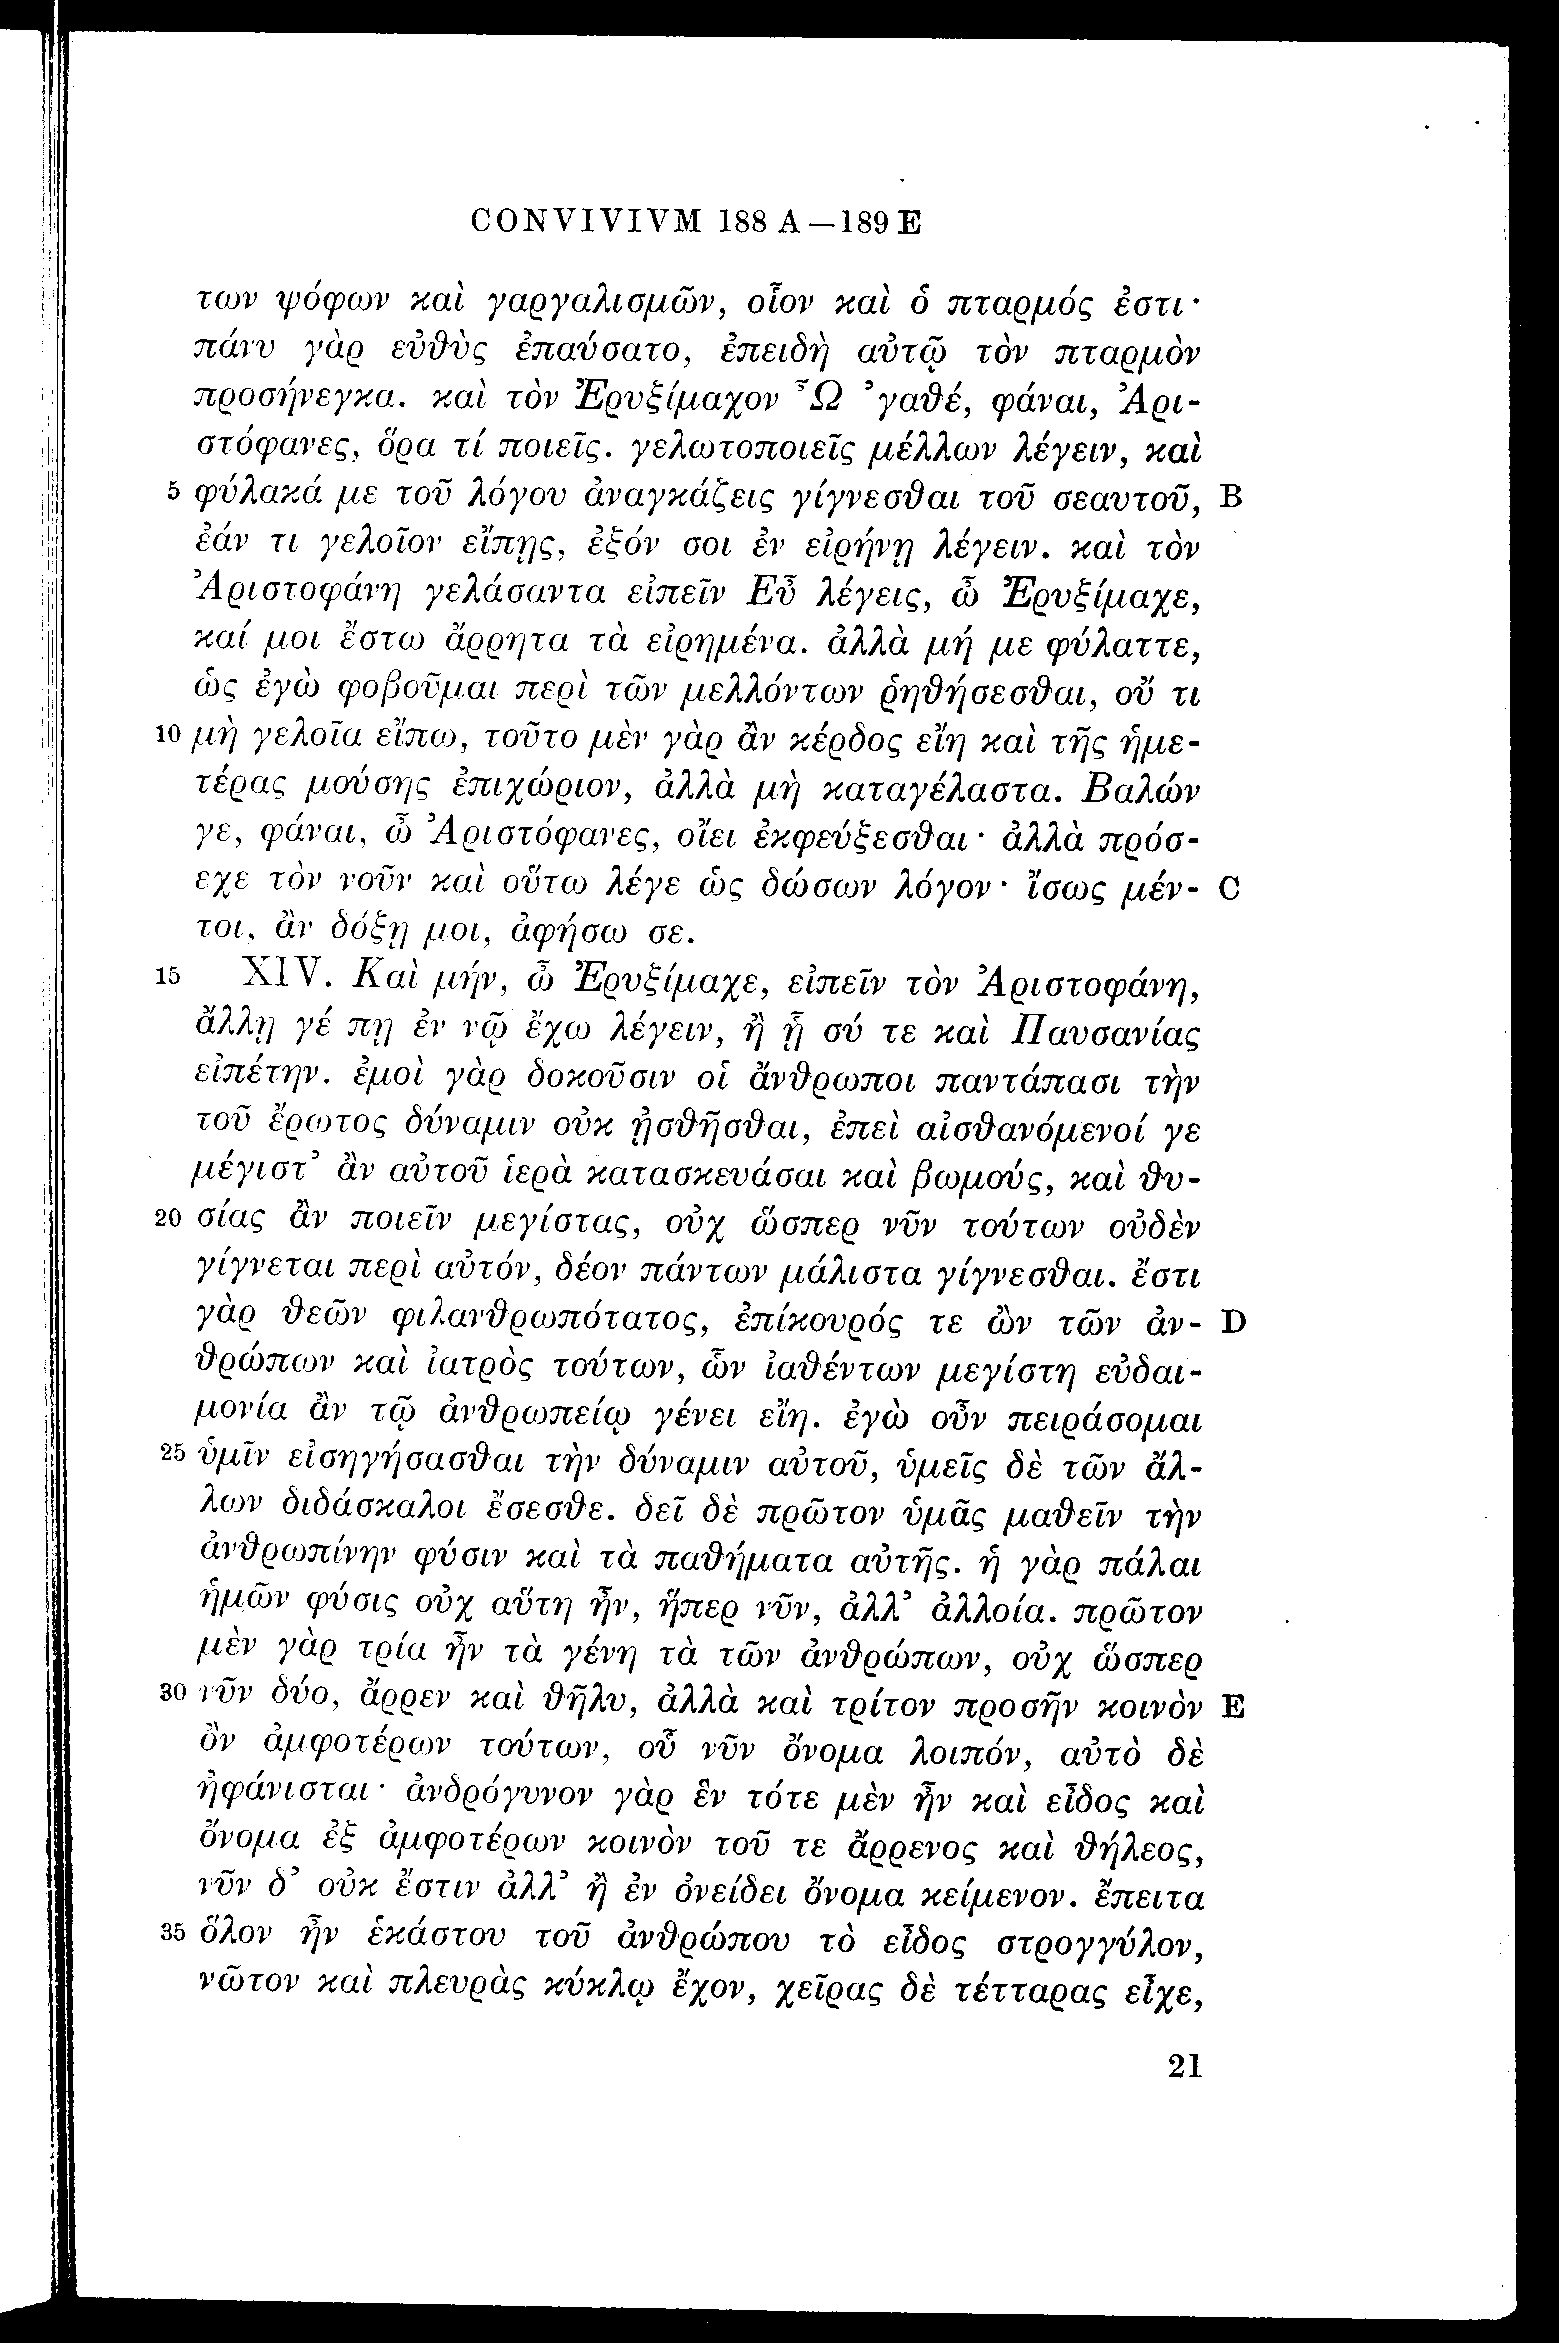 CONVIVIVM 188 A — 189 E
των ψόφων καὶ γαργαλισμῶν, οἷον καὶ ὁ πταρμός ἐστι·
πάνυ γὰρ εὐθὺς ἐπαύσατο, ἐπειδὴ αὐτῷ τὸν πταρμὸν
προσήνεγκα. καὶ τὸν Ἐρυξίμαχον Ὦ ’γαθέ, φάναι, Ἀρι-
στόφανες, ὅρα τί ποιεῖς. γελωτοποιεῖς μέλλων λέγειν, καὶ
5 φύλακά με τοῦ λόγου ἀναγκάζεις γίγνεσθαι τοῦ σεαυτοῦ, B
ἐάν τι γελοῖον εἴπῃς, ἐξόν σοι ἐν εἰρήνῃ λέγειν. καὶ τὸν
Ἀριστοφάνη γελάσαντα εἰπεῖν Εὖ λέγεις, ὦ Ἐρυξίμαχε,
καί μοι ἔστω ἄρρητα τὰ εἰρημένα. ἀλλὰ μή με φύλαττε,
ὡς ἐγὼ φοβοῦμαι περὶ τῶν μελλόντων ῥηθήσεσθαι, οὔ τι
10 μὴ γελοῖα εἴπω, τοῦτο μὲν γὰρ ἂν κέρδος εἴη καὶ τῆς ἡμε-
τέρας μούσης ἐπιχώριον, ἀλλὰ μὴ καταγέλαστα. Βαλών
γε, φάναι, ὦ Ἀριστόφανες, οἴει ἐκφεύξεσθαι· ἀλλὰ πρόσ-
εχε τὸν νοῦν καὶ οὕτω λέγε ὡς δώσων λόγον· ἴσως μέν- C
τοι, ἂν δόξῃ μοι, ἀφήσω σε.
15 XIV. Καὶ μήν, ὦ Ἐρυξίμαχε, εἰπεῖν τὸν Ἀριστοφάνη,
ἄλλῃ γέ πῃ ἐν νῷ ἔχω λέγειν, ἢ ᾗ σύ τε καὶ Παυσανίας
εἰπέτην. ἐμοὶ γὰρ δοκοῦσιν οἱ ἄνθρωποι παντάπασι τὴν
τοῦ ἔρωτος δύναμιν οὐκ ᾐσθῆσθαι, ἐπεὶ αἰσθανόμενοί γε
μέγιστ’ ἂν αὐτοῦ ἱερὰ κατασκευάσαι καὶ βωμούς, καὶ θυ-
20 σίας ἂν ποιεῖν μεγίστας, οὐχ ὥσπερ νῦν τούτων οὐδὲν
γίγνεται περὶ αὐτόν, δέον πάντων μάλιστα γίγνεσθαι. ἔστι
γὰρ θεῶν φιλανθρωπότατος, ἐπίκουρός τε ὢν τῶν ἀν- D
θρώπων καὶ ἰατρὸς τούτων, ὧν ἰαθέντων μεγίστη εὐδαι-
μονία ἂν τῷ ἀνθρωπείῳ γένει εἴη. ἐγὼ οὖν πειράσομαι
25 ὑμῖν εἰσηγήσασθαι τὴν δύναμιν αὐτοῦ, ὑμεῖς δὲ τῶν ἄλ-
λων διδάσκαλοι ἔσεσθε. δεῖ δὲ πρῶτον ὑμᾶς μαθεῖν τὴν
ἀνθρωπίνην φύσιν καὶ τὰ παθήματα αὐτῆς. ἡ γὰρ πάλαι
ἡμῶν φύσις οὐχ αὕτη ἦν, ἥπερ νῦν, ἀλλ’ ἀλλοία. πρῶτον
μὲν γὰρ τρία ἦν τὰ γένη τὰ τῶν ἀνθρώπων, οὐχ ὥσπερ
30 νῦν δύο, ἄρρεν καὶ θῆλυ, ἀλλὰ καὶ τρίτον προσῆν κοινὸν E
ὂν ἀμφοτέρων τούτων, οὗ νῦν ὄνομα λοιπόν, αὐτὸ δὲ
ἠφάνισται· ἀνδρόγυνον γὰρ ἓν τότε μὲν ἦν καὶ εἶδος καὶ
ὄνομα ἐξ ἀμφοτέρων κοινὸν τοῦ τε ἄρρενος καὶ θήλεος,
νῦν δ’ οὐκ ἔστιν ἀλλ’ ἢ ἐν ὀνείδει ὄνομα κείμενον. ἔπειτα
35 ὅλον ἦν ἑκάστου τοῦ ἀνθρώπου τὸ εἶδος στρογγύλον,
νῶτον καὶ πλευρὰς κύκλῳ ἔχον, χεῖρας δὲ τέτταρας εἶχε,
21